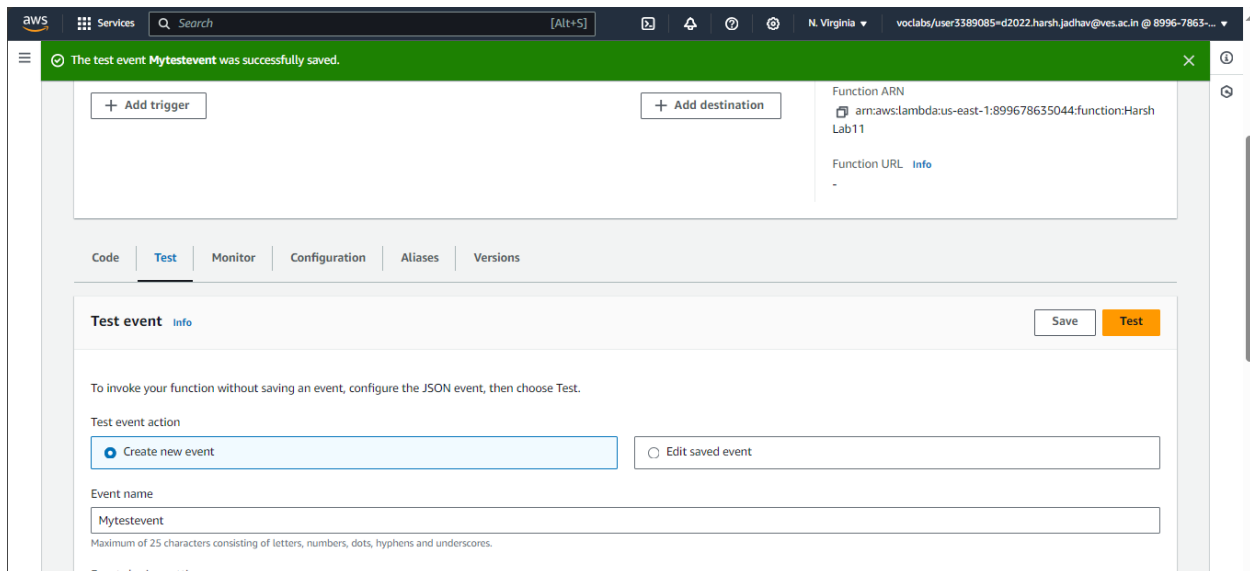 aws Services Search [Alt+S] N. Virginia voclabs/user3389085=d2022.harsh.jadhav@ves.ac.in @ 8996-7863-...
The test event Mytestevent was successfully saved.
Function ARN
+ Add trigger + Add destination
arn:aws:lambda:us-east-1:899678635044:function:Harsh
Lab11
Function URL Info
-
Code Test Monitor Configuration Aliases Versions
Test event Info Save Test
To invoke your function without saving an event, configure the JSON event, then choose Test.
Test event action
Create new event Edit saved event
Event name
Mytestevent
Maximum of 25 characters consisting of letters, numbers, dots, hyphens and underscores.